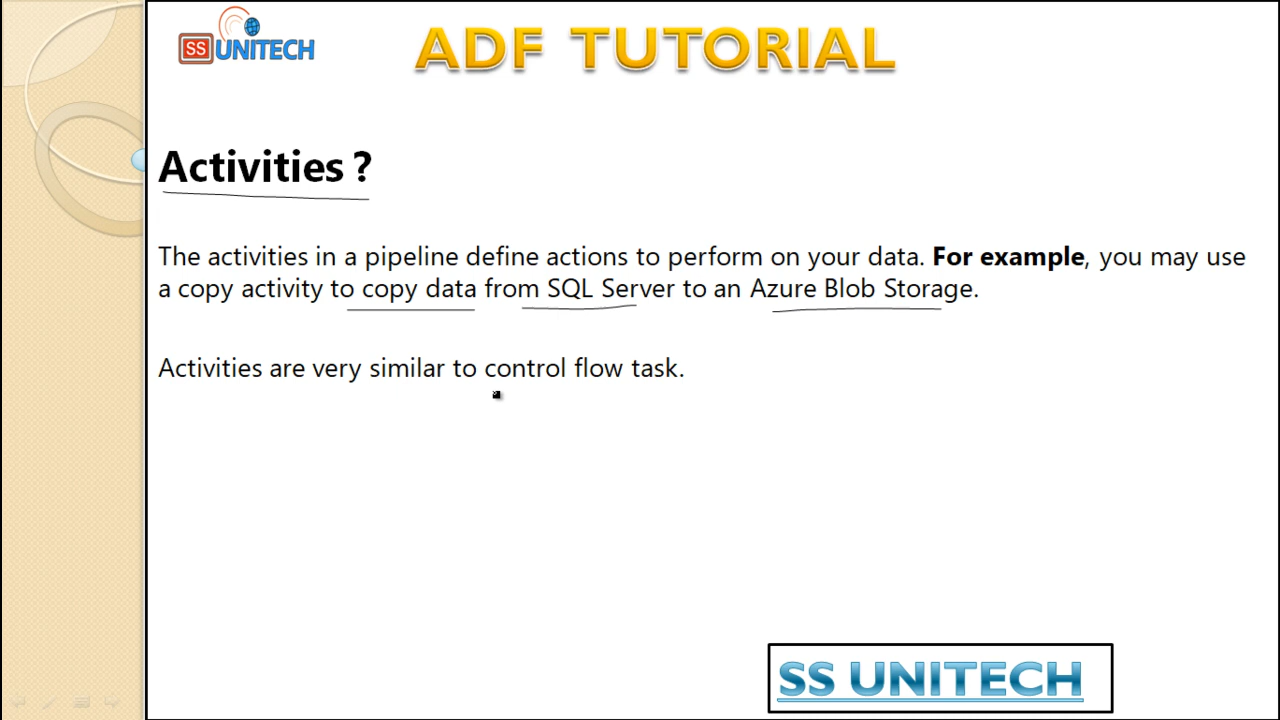 SS UNITECH
ADF TUTORIAL
Activities ?
The activities in a pipeline define actions to perform on your data. For example, you may use
a copy activity to copy data from SQL Server to an Azure Blob Storage.
Activities are very similar to control flow task.
SS UNITECH